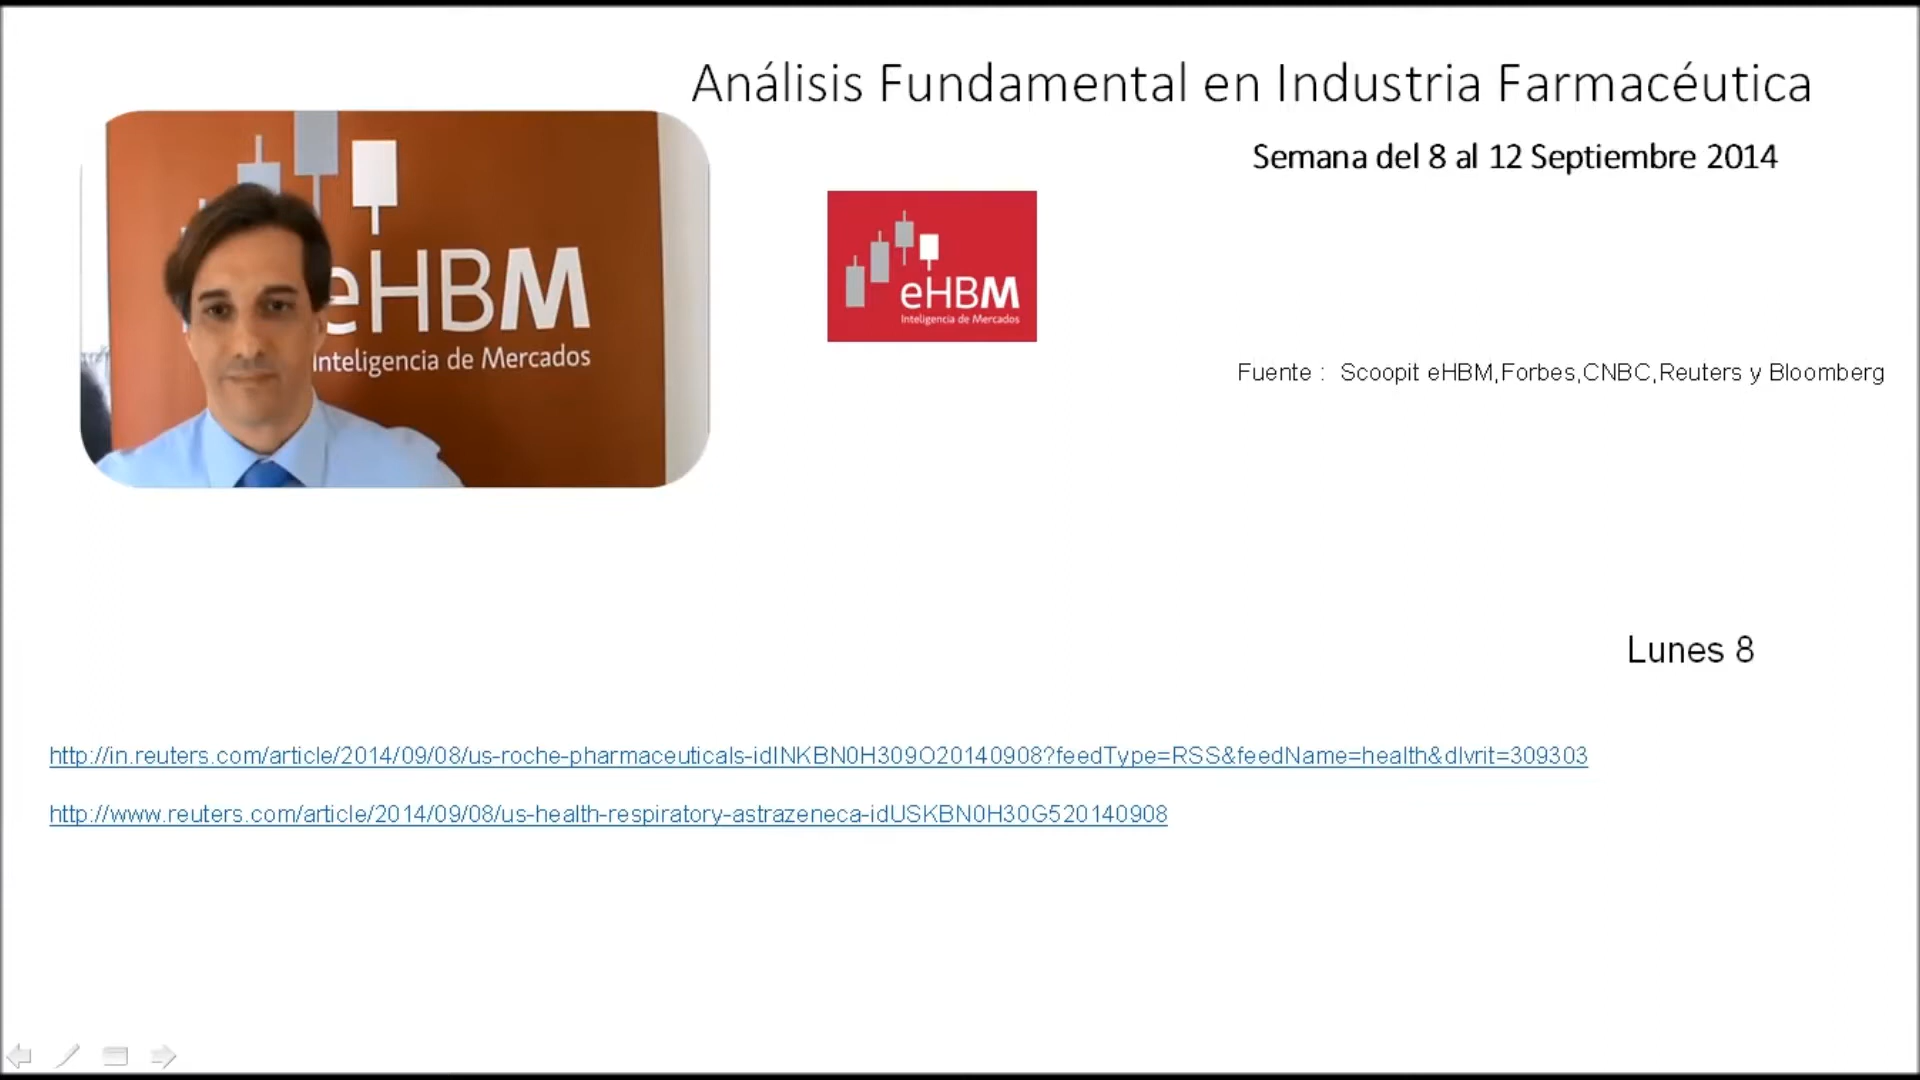 Análisis Fundamental en Industria Farmacéutica
Semana del 8 al 12 Septiembre 2014
eHBM
Inteligencia de Mercados
eHBM
Inteligencia de Mercados
Fuente : Scoopit eHBM,Forbes,CNBC,Reuters y Bloomberg
Lunes 8
http://in.reuters.com/article/2014/09/08/us-roche-pharmaceuticals-idINKBN0H309O20140908?feedType=RSS&feedName=health&dlvrit=309303
http://www.reuters.com/article/2014/09/08/us-health-respiratory-astrazeneca-idUSKBN0H30G520140908